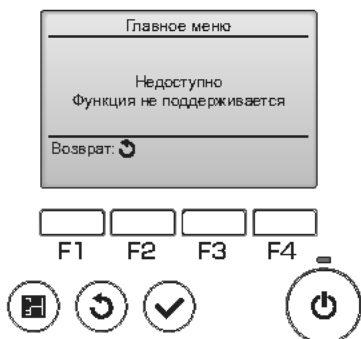 Главное меню
Недоступно
Функция не поддерживается
Возврат:
F1 F2 F3 F4